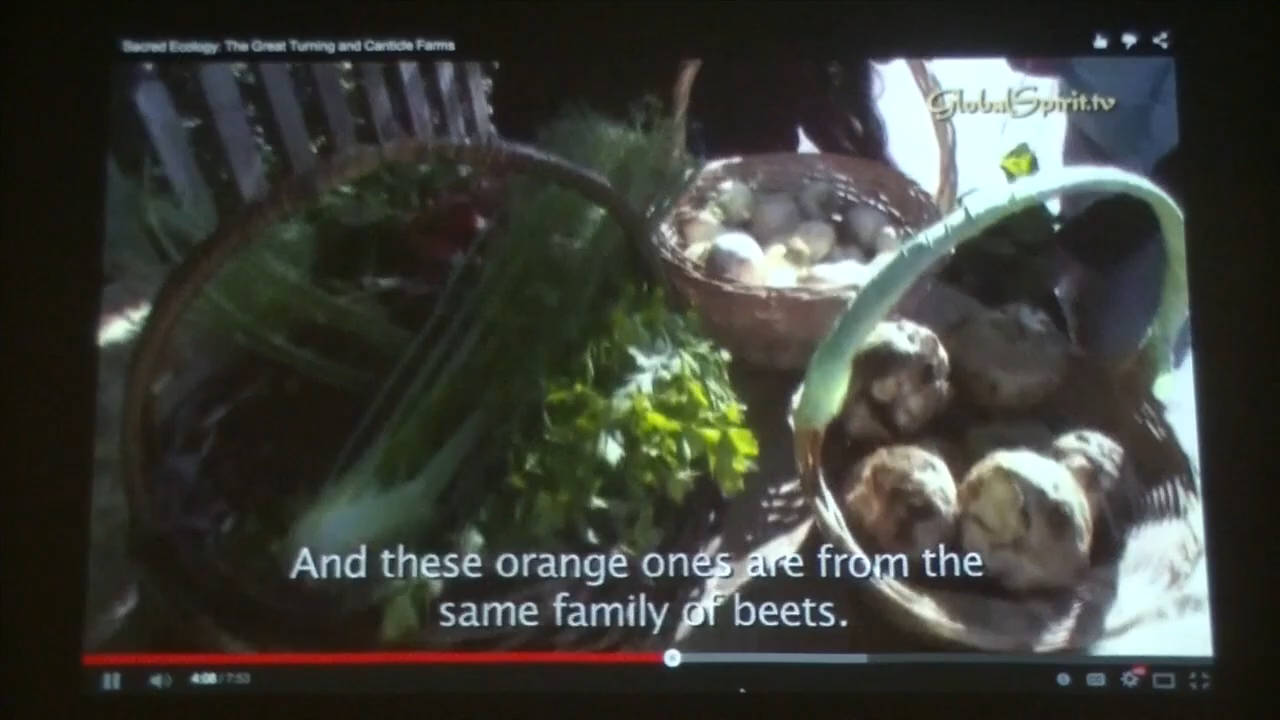 Sacred Ecology: The Great Turning and Canticle Farms
GlobalSpirit.tv
And these orange ones are from the
same family of beets.
4:08 / 7:53